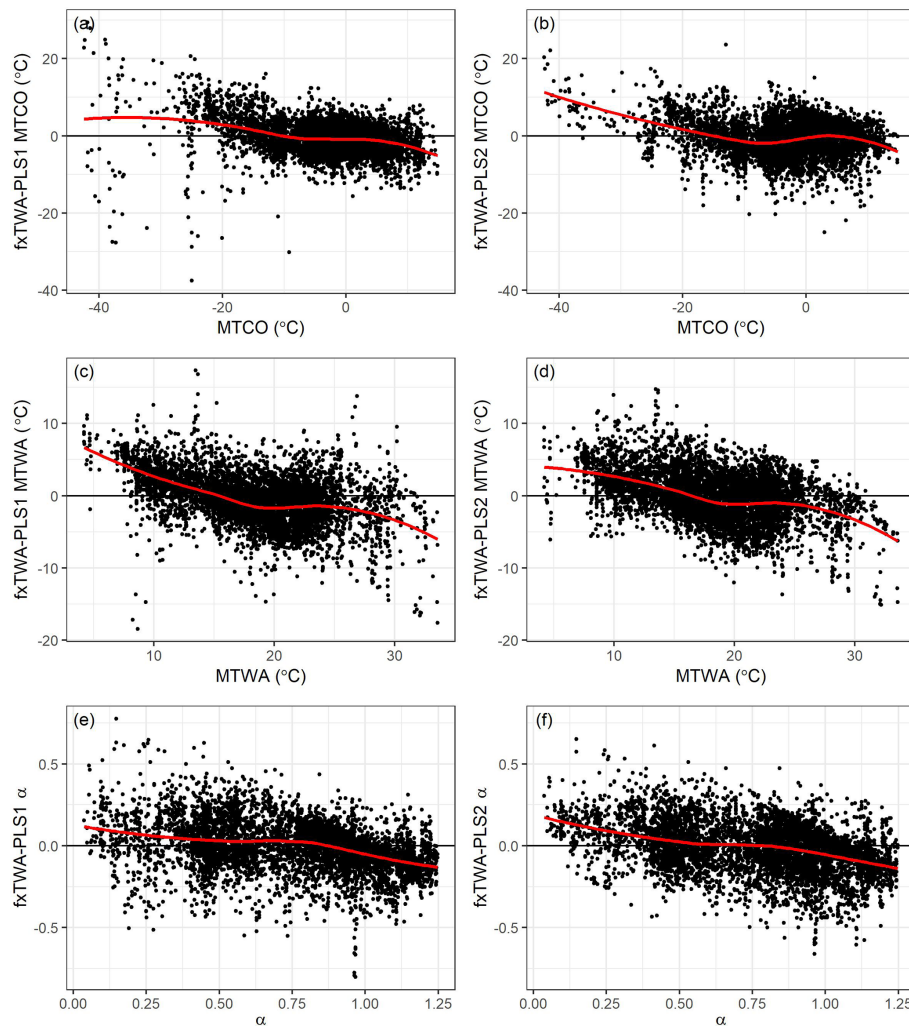 (a)
fxTWA-PLS1 MTCO (°C)
20
0
-20
-40
-40
-20
0
MTCO (°C)
(b)
fxTWA-PLS2 MTCO (°C)
20
0
-20
-40
-40
-20
0
MTCO (°C)
(c)
fxTWA-PLS1 MTWA (°C)
10
0
-10
-20
10
20
30
MTWA (°C)
(d)
fxTWA-PLS2 MTWA (°C)
10
0
-10
-20
10
20
30
MTWA (°C)
(e)
fxTWA-PLS1 α
0.5
0.0
-0.5
0.00
0.25
0.50
0.75
1.00
1.25
α
(f)
fxTWA-PLS2 α
0.5
0.0
-0.5
0.00
0.25
0.50
0.75
1.00
1.25
α